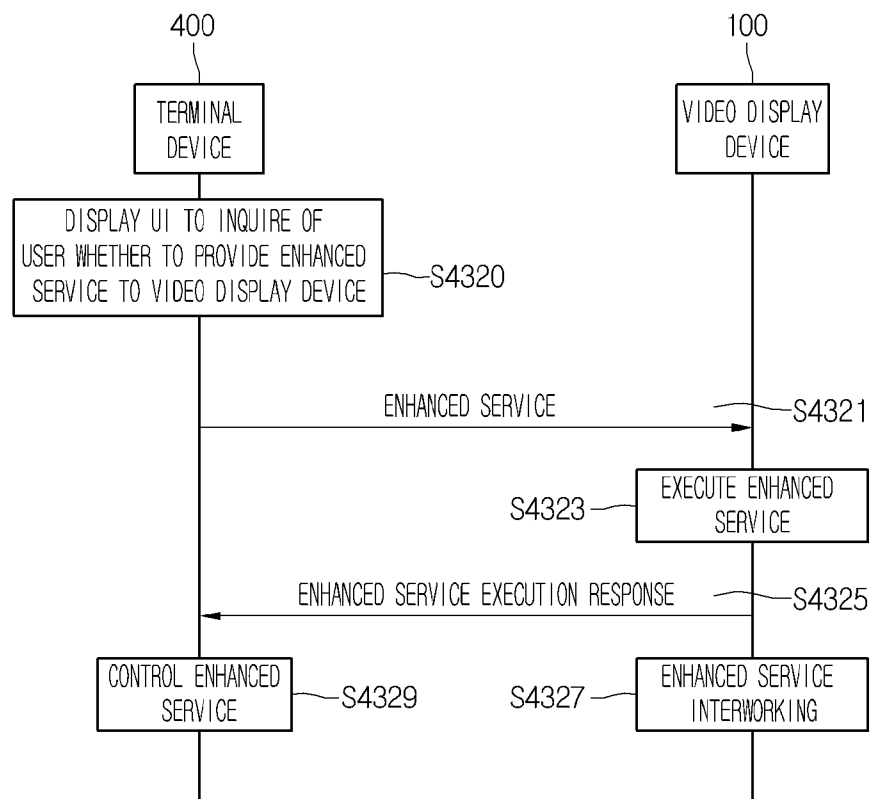 400
100
TERMINAL
DEVICE
VIDEO DISPLAY
DEVICE
DISPLAY UI TO INQUIRE OF
USER WHETHER TO PROVIDE ENHANCED
SERVICE TO VIDEO DISPLAY DEVICE
S4320
ENHANCED SERVICE
S4321
EXECUTE ENHANCED
SERVICE
S4323
ENHANCED SERVICE EXECUTION RESPONSE
S4325
CONTROL ENHANCED
SERVICE
S4329
S4327
ENHANCED SERVICE
INTERWORKING